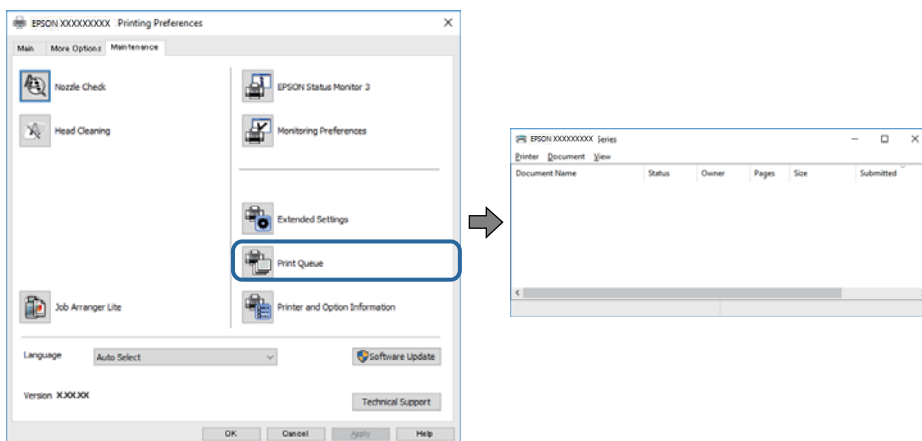 EPSON XXXXXXXXX Printing Preferences
Main More Options Maintenance
Nozzle Check
EPSON Status Monitor 3
Head Cleaning
Monitoring Preferences
Extended Settings
Print Queue
Job Arranger Lite
Printer and Option Information
Language Auto Select
Software Update
Version X.XX.XX
Technical Support
OK Cancel Apply Help
EPSON XXXXXXXXX Series
Printer Document View
Document Name Status Owner Pages Size Submitted